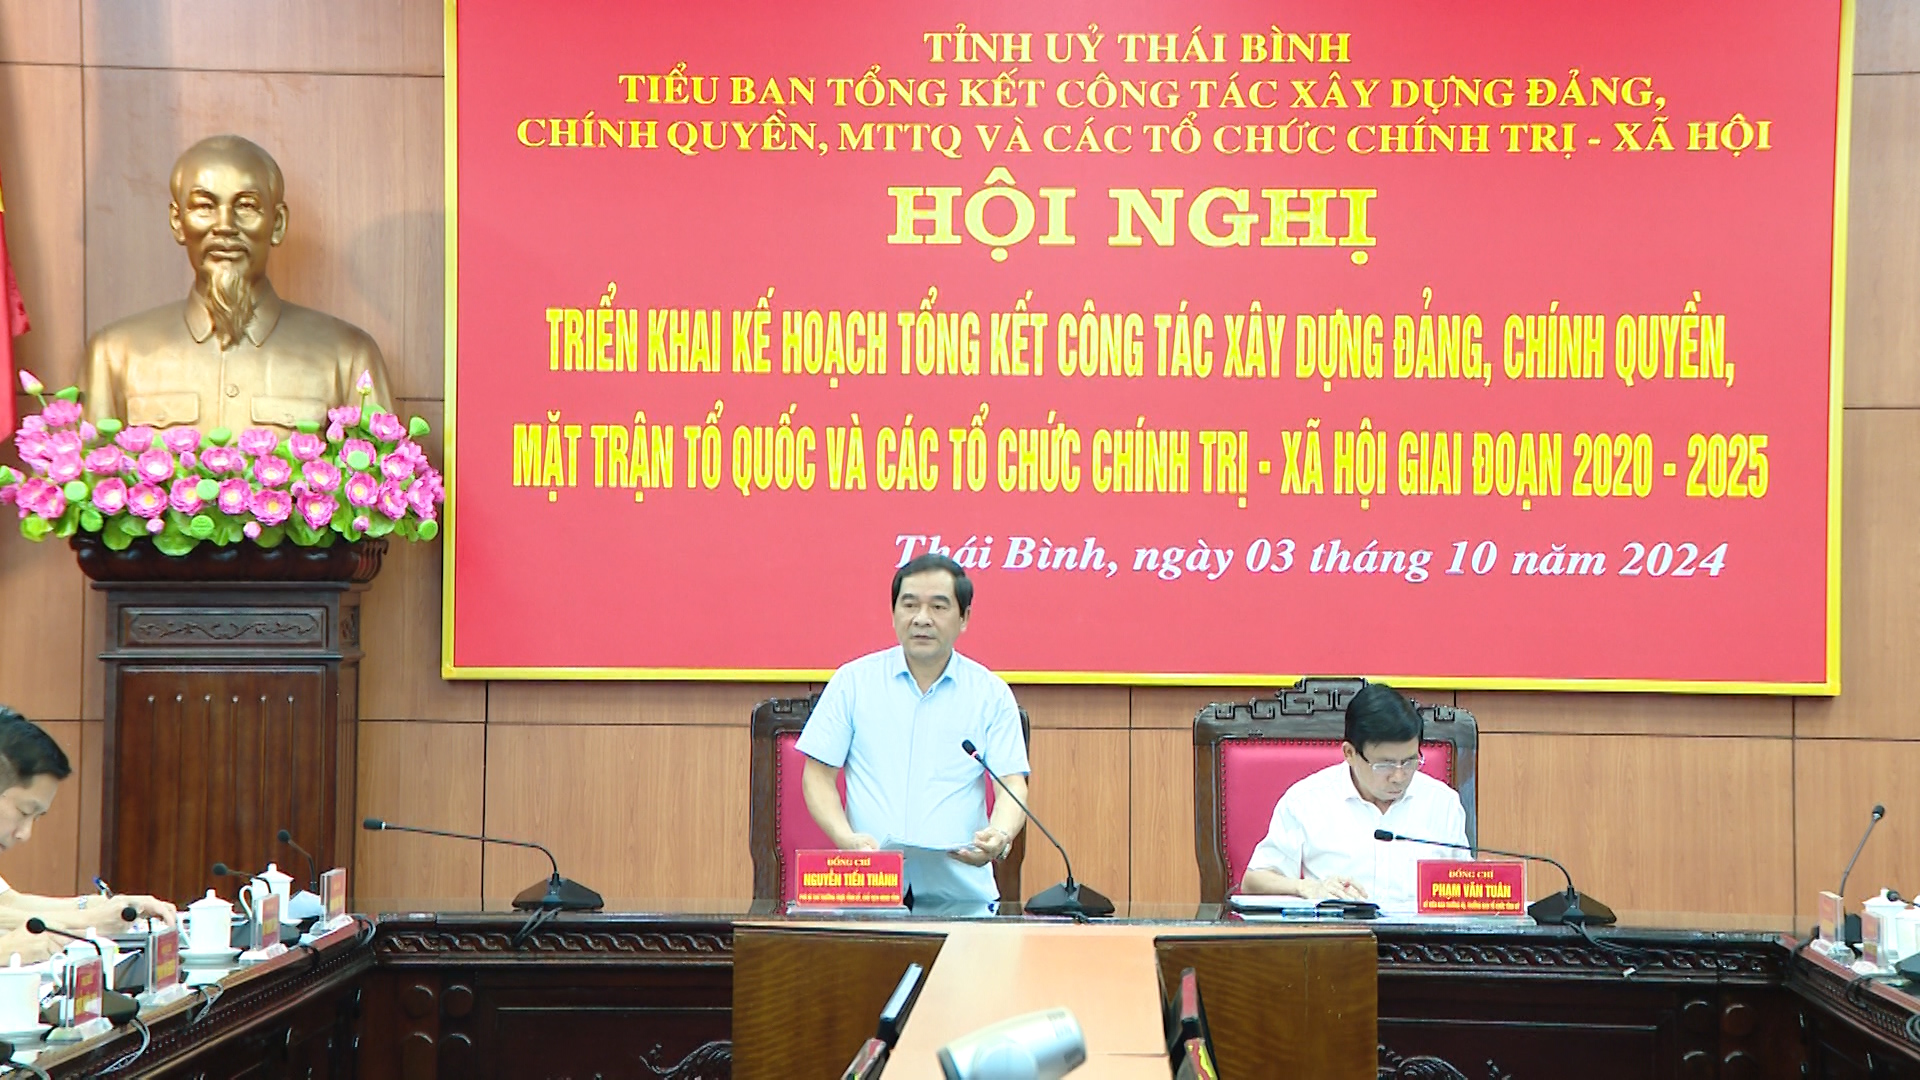 TỈNH UỶ THÁI BÌNH
TIỂU BAN TỔNG KẾT CÔNG TÁC XÂY DỰNG ĐẢNG,
CHÍNH QUYỀN, MTTQ VÀ CÁC TỔ CHỨC CHÍNH TRỊ - XÃ HỘI
HỘI NGHỊ
TRIỂN KHAI KẾ HOẠCH TỔNG KẾT CÔNG TÁC XÂY DỰNG ĐẢNG, CHÍNH QUYỀN,
MẶT TRẬN TỔ QUỐC VÀ CÁC TỔ CHỨC CHÍNH TRỊ - XÃ HỘI GIAI ĐOẠN 2020 - 2025
Thái Bình, ngày 03 tháng 10 năm 2024
ĐỒNG CHÍ
NGUYỄN TIẾN THÀNH
ĐỒNG CHÍ
PHẠM VĂN TUÂN